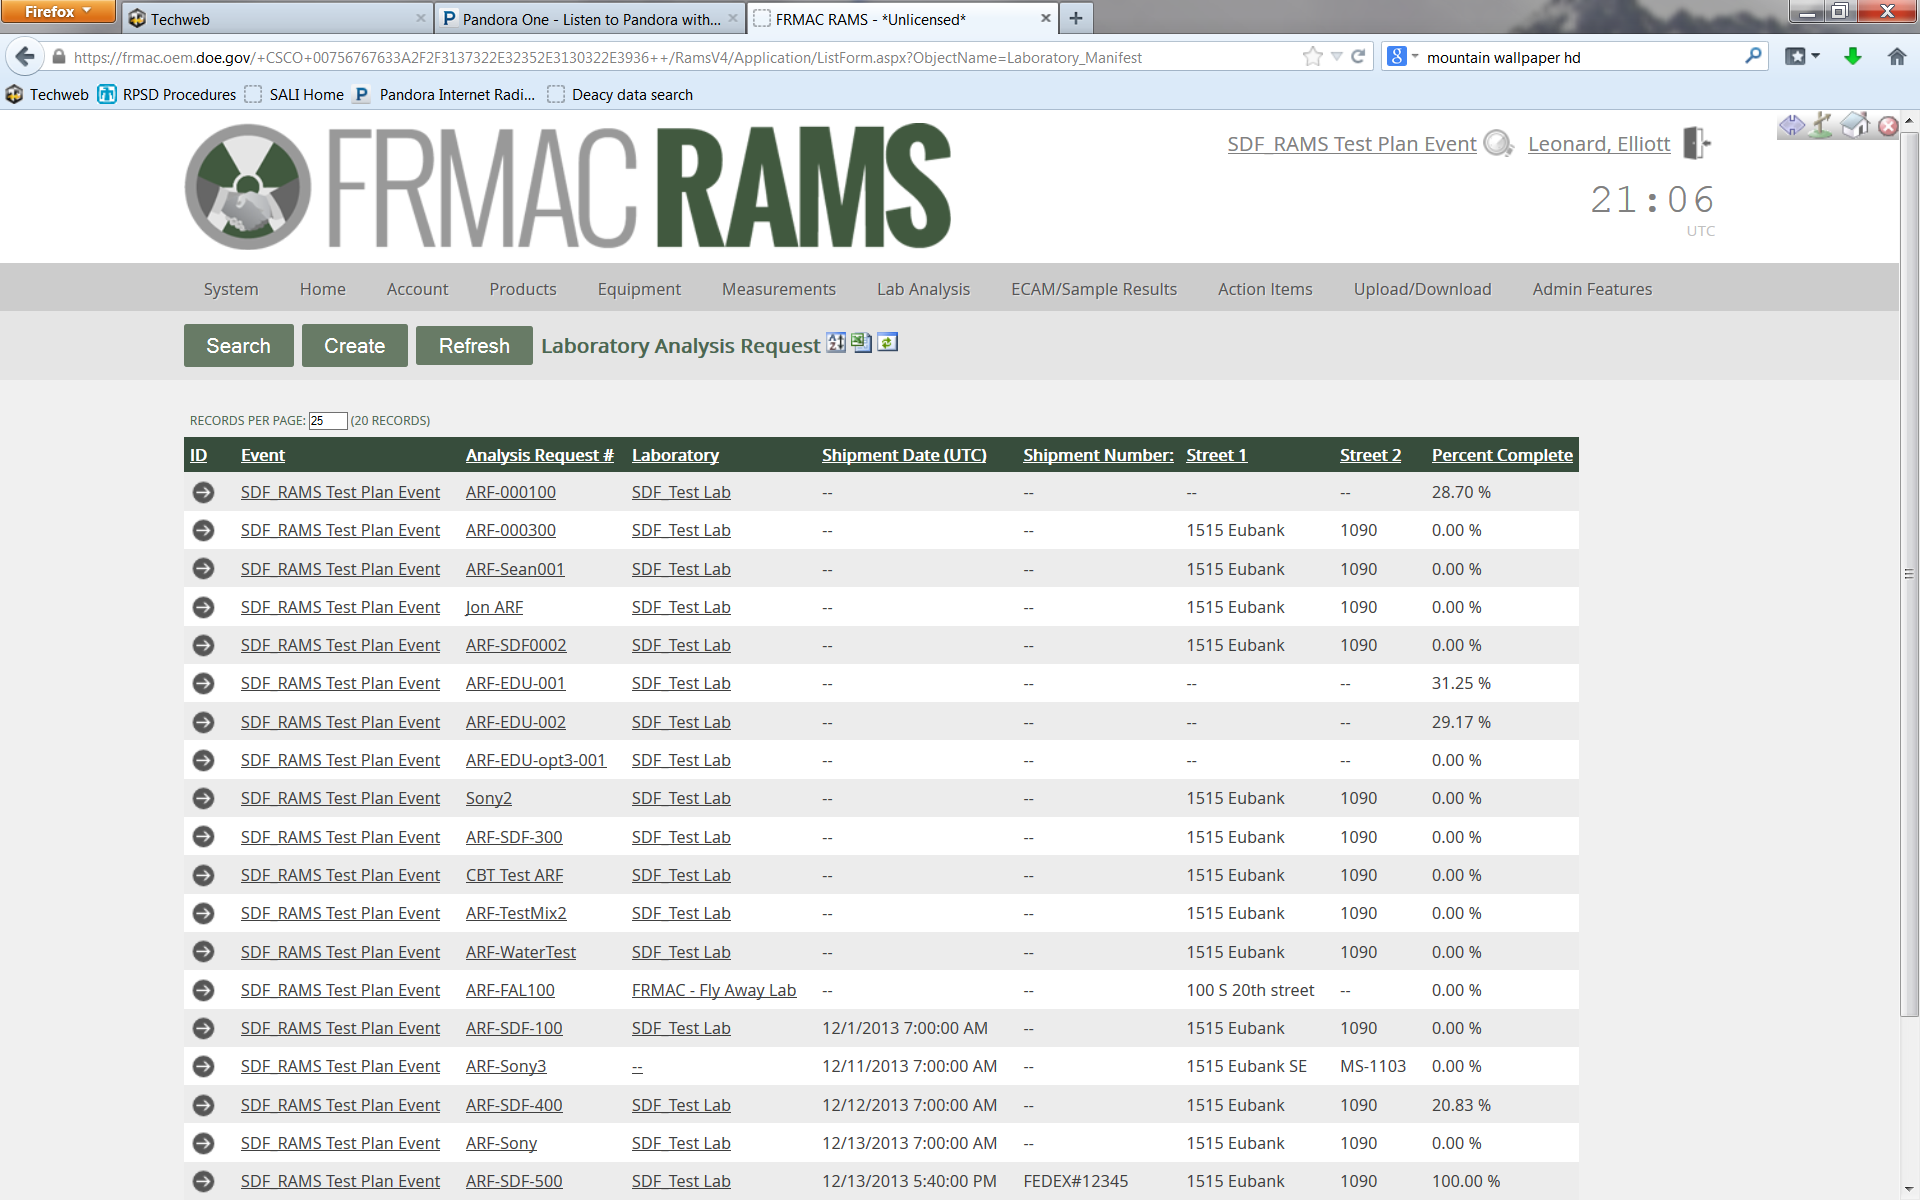 Firefox
Techweb
Pandora One - Listen to Pandora with...
FRMAC RAMS - *Unlicensed*
https://frmac.oem.doe.gov/+CSCO+00756767633A2F2F3137322E32352E3130322E3936++/RamsV4/Application/ListForm.aspx?ObjectName=Laboratory_Manifest
mountain wallpaper hd
Techweb RPSD Procedures SALI Home Pandora Internet Radi... Deacy data search
FRMAC RAMS
SDF_RAMS Test Plan Event Leonard, Elliott
21:06
UTC
System Home Account Products Equipment Measurements Lab Analysis ECAM/Sample Results Action Items Upload/Download Admin Features
Search Create Refresh Laboratory Analysis Request
RECORDS PER PAGE: 25 (20 RECORDS)
ID Event Analysis Request # Laboratory Shipment Date (UTC) Shipment Number: Street 1 Street 2 Percent Complete
SDF_RAMS Test Plan Event ARF-000100 SDF_Test Lab -- -- -- -- 28.70 %
SDF_RAMS Test Plan Event ARF-000300 SDF_Test Lab -- -- 1515 Eubank 1090 0.00 %
SDF_RAMS Test Plan Event ARF-Sean001 SDF_Test Lab -- -- 1515 Eubank 1090 0.00 %
SDF_RAMS Test Plan Event Jon ARF SDF_Test Lab -- -- 1515 Eubank 1090 0.00 %
SDF_RAMS Test Plan Event ARF-SDF0002 SDF_Test Lab -- -- 1515 Eubank 1090 0.00 %
SDF_RAMS Test Plan Event ARF-EDU-001 SDF_Test Lab -- -- -- -- 31.25 %
SDF_RAMS Test Plan Event ARF-EDU-002 SDF_Test Lab -- -- -- -- 29.17 %
SDF_RAMS Test Plan Event ARF-EDU-opt3-001 SDF_Test Lab -- -- -- -- 0.00 %
SDF_RAMS Test Plan Event Sony2 SDF_Test Lab -- -- 1515 Eubank 1090 0.00 %
SDF_RAMS Test Plan Event ARF-SDF-300 SDF_Test Lab -- -- 1515 Eubank 1090 0.00 %
SDF_RAMS Test Plan Event CBT Test ARF SDF_Test Lab -- -- 1515 Eubank 1090 0.00 %
SDF_RAMS Test Plan Event ARF-TestMix2 SDF_Test Lab -- -- 1515 Eubank 1090 0.00 %
SDF_RAMS Test Plan Event ARF-WaterTest SDF_Test Lab -- -- 1515 Eubank 1090 0.00 %
SDF_RAMS Test Plan Event ARF-FAL100 FRMAC - Fly Away Lab -- -- 100 S 20th street -- 0.00 %
SDF_RAMS Test Plan Event ARF-SDF-100 SDF_Test Lab 12/1/2013 7:00:00 AM -- 1515 Eubank 1090 0.00 %
SDF_RAMS Test Plan Event ARF-Sony3 -- 12/11/2013 7:00:00 AM -- 1515 Eubank SE MS-1103 0.00 %
SDF_RAMS Test Plan Event ARF-SDF-400 SDF_Test Lab 12/12/2013 7:00:00 AM -- 1515 Eubank 1090 20.83 %
SDF_RAMS Test Plan Event ARF-Sony SDF_Test Lab 12/13/2013 7:00:00 AM -- 1515 Eubank 1090 0.00 %
SDF_RAMS Test Plan Event ARF-SDF-500 SDF_Test Lab 12/13/2013 5:40:00 PM FEDEX#12345 1515 Eubank 1090 100.00 %